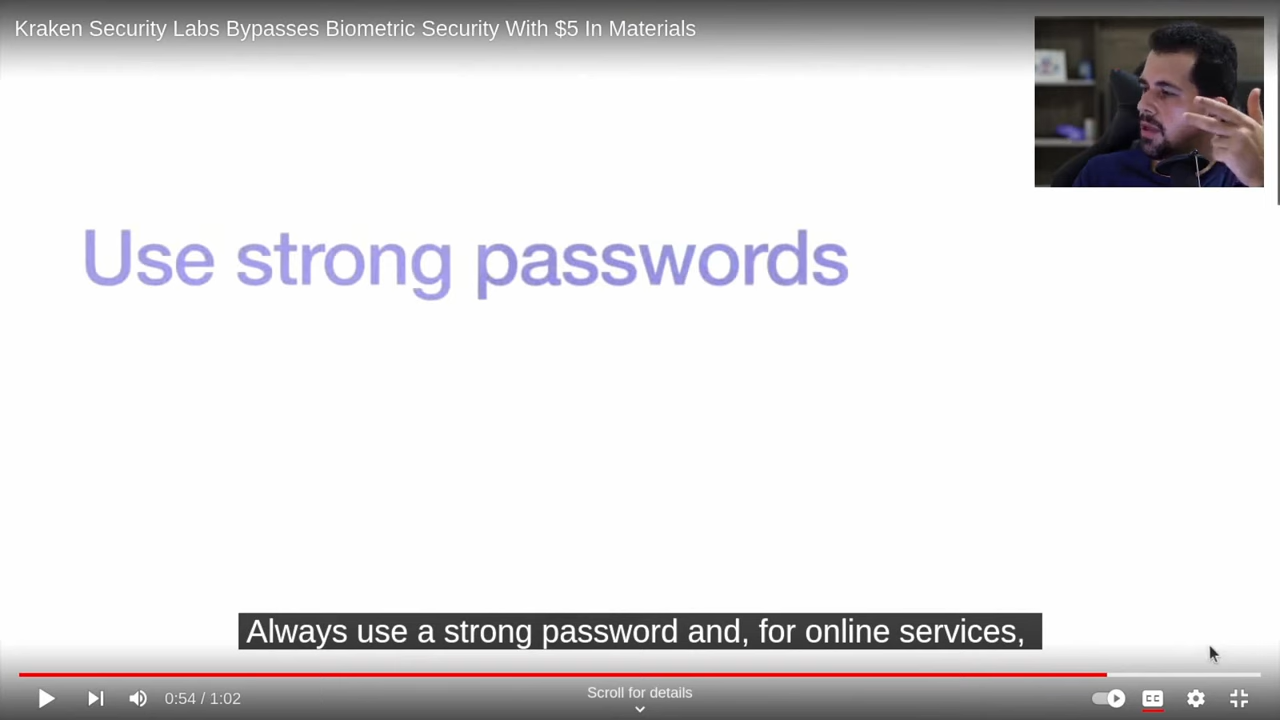 Kraken Security Labs Bypasses Biometric Security With $5 In Materials
Use strong passwords
Always use a strong password and, for online services,
0:54 / 1:02
Scroll for details
CC